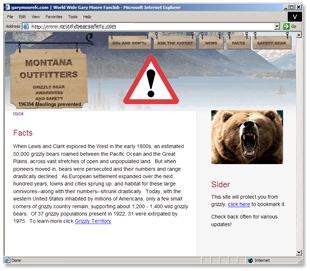 garymoorefc.com | World Wide Gary Moore Fanclub - Microsoft Internet Explorer
File Edit View Favorites Tools Help
Address
Go
DOs AND DON'Ts
ASK THE EXPERT
NEWS
FACTS
SAFETY BEAR
MONTANA
OUTFITTERS
GRIZZLY BEAR
AWARENESS
AND SAFETY
196394 Maulings prevented
Home
Facts
When Lewis and Clark explored the West in the early 1800s, an estimated
50,000 grizzly bears roamed between the Pacific Ocean and the Great
Plains, across vast stretches of open and unpopulated land. But when
pioneers moved in, bears were persecuted and their numbers and range
drastically declined. As European settlement expanded over the next
hundred years, towns and cities sprung up; and habitat for these large
omnivores--along with their numbers--shrunk drastically. Today, with the
western United States inhabited by millions of Americans, only a few small
corners of grizzly country remain, supporting about 1,200 - 1,400 wild grizzly
bears. Of 37 grizzly populations present in 1922, 31 were extirpated by
1975. To learn more click Grizzly Territory
Sider
This site will protect you from
grizzly. click here to bookmark it.
Check back often for various
updates!
Done
Internet